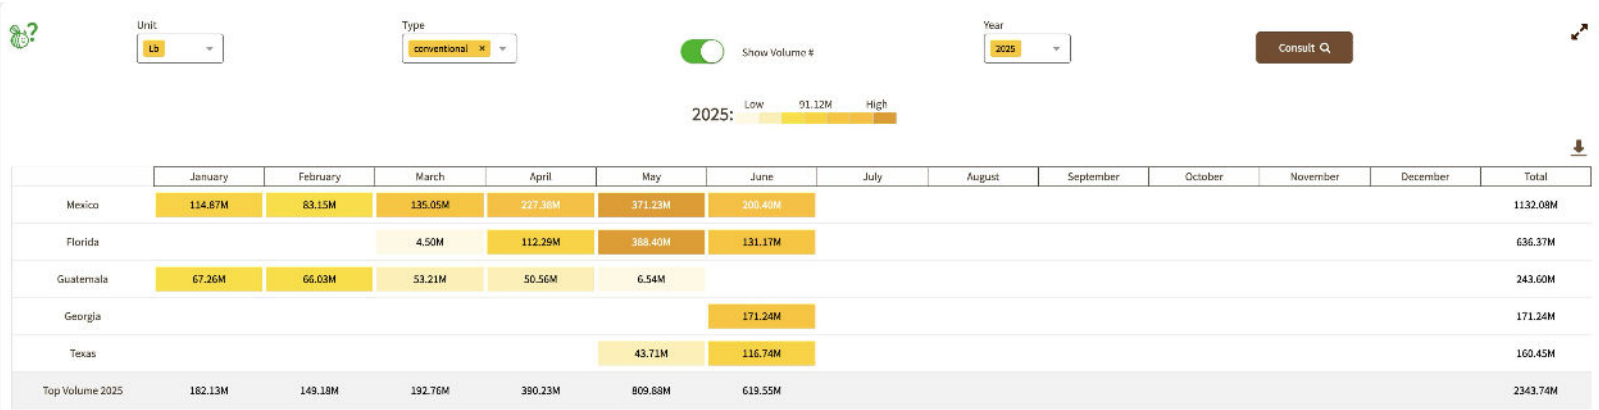 Unit Type Year
Lb conventional × Show Volume # 2025 Consult
2025: Low 91.12M High
January February March April May June July August September October November December Total
Mexico 114.87M 83.15M 135.05M 227.38M 371.23M 200.40M 1132.08M
Florida 4.50M 112.29M 388.40M 131.17M 636.37M
Guatemala 67.26M 66.03M 53.21M 50.56M 6.54M 243.60M
Georgia 171.24M 171.24M
Texas 43.71M 116.74M 160.45M
Top Volume 2025 182.13M 149.18M 192.76M 390.23M 809.88M 619.55M 2343.74M